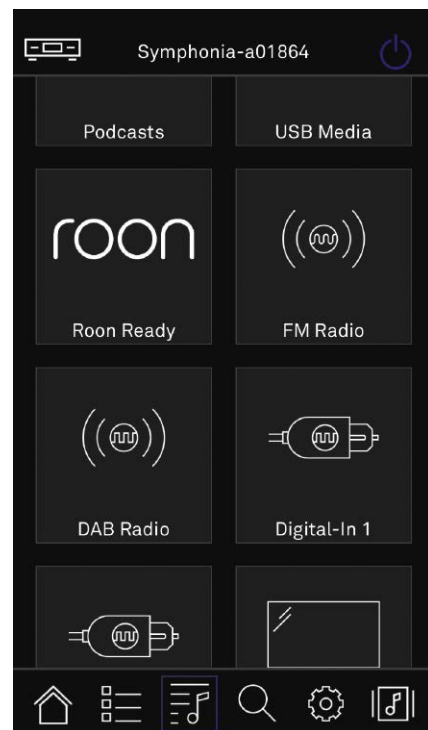 Symphonia-a01864
Podcasts
USB Media
roon
Roon Ready
FM Radio
DAB Radio
Digital-In 1